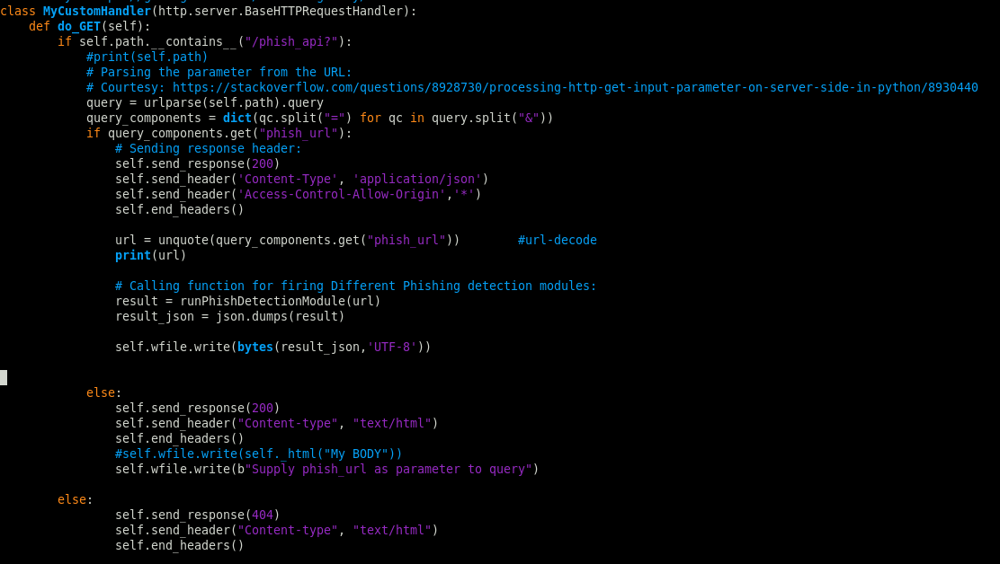 class MyCustomHandler(http.server.BaseHTTPRequestHandler):
    def do_GET(self):
        if self.path.__contains__("/phish_api?"):
            #print(self.path)
            # Parsing the parameter from the URL:
            # Courtesy: https://stackoverflow.com/questions/8928730/processing-http-get-input-parameter-on-server-side-in-python/8930440
            query = urlparse(self.path).query
            query_components = dict(qc.split("=") for qc in query.split("&"))
            if query_components.get("phish_url"):
                # Sending response header:
                self.send_response(200)
                self.send_header('Content-Type', 'application/json')
                self.send_header('Access-Control-Allow-Origin','*')
                self.end_headers()

                url = unquote(query_components.get("phish_url"))        #url-decode
                print(url)

                # Calling function for firing Different Phishing detection modules:
                result = runPhishDetectionModule(url)
                result_json = json.dumps(result)

                self.wfile.write(bytes(result_json,'UTF-8'))


            else:
                self.send_response(200)
                self.send_header("Content-type", "text/html")
                self.end_headers()
                #self.wfile.write(self._html("My BODY"))
                self.wfile.write(b"Supply phish_url as parameter to query")

        else:
                self.send_response(404)
                self.send_header("Content-type", "text/html")
                self.end_headers()